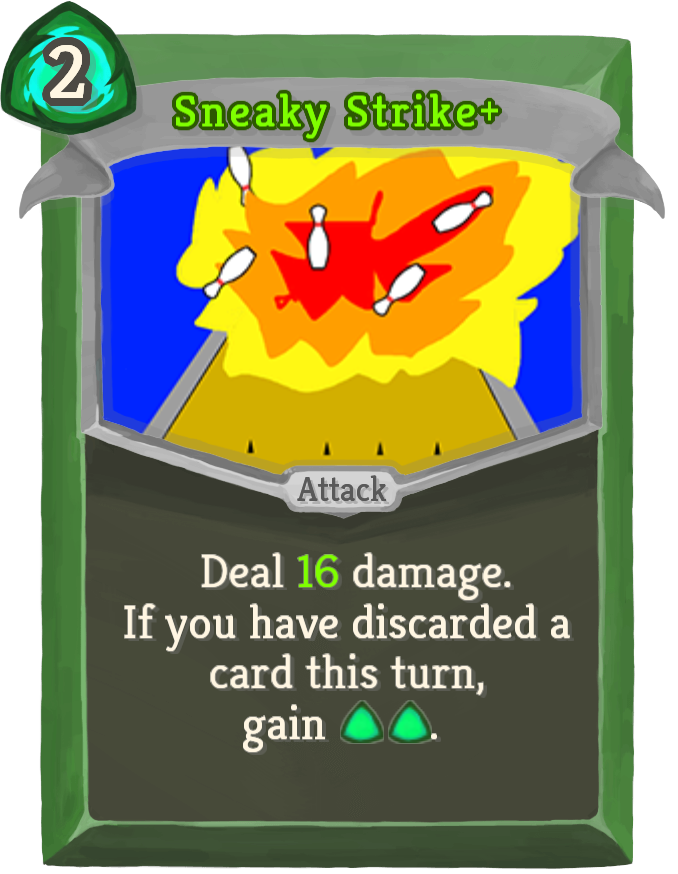 2
Sneaky Strike+
Attack
Deal 16 damage.
If you have discarded a
card this turn,
gain .